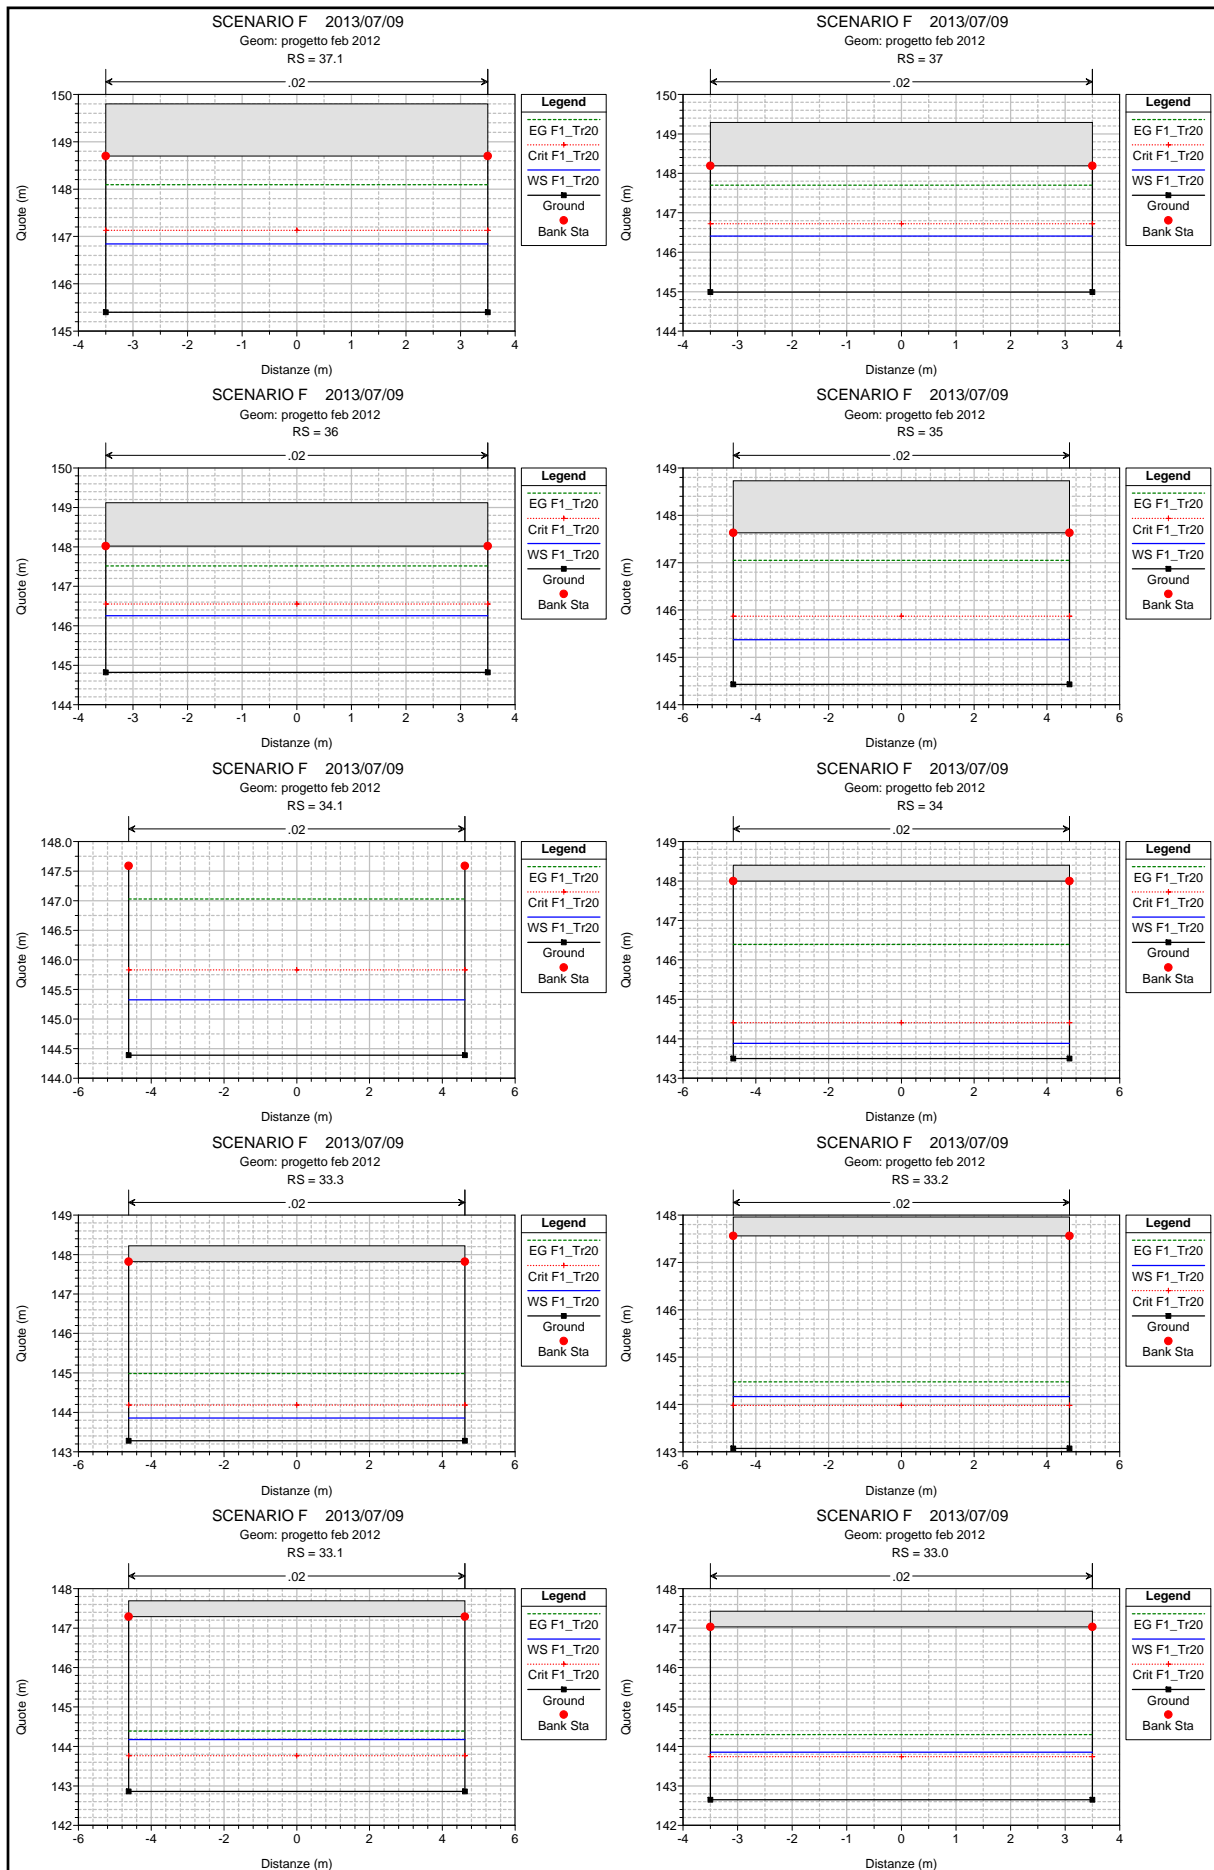 SCENARIO F 2013/07/09
Geom: progetto feb 2012
RS = 37.1
.02
150
149
148
147
146
145
Quote (m)
-4
-3
-2
-1
0
1
2
3
4
Distanze (m)
Legend
EG F1_Tr20
Crit F1_Tr20
WS F1_Tr20
Ground
Bank Sta
SCENARIO F 2013/07/09
Geom: progetto feb 2012
RS = 37
.02
150
149
148
147
146
145
144
Quote (m)
-4
-3
-2
-1
0
1
2
3
4
Distanze (m)
Legend
EG F1_Tr20
Crit F1_Tr20
WS F1_Tr20
Ground
Bank Sta
SCENARIO F 2013/07/09
Geom: progetto feb 2012
RS = 36
.02
150
149
148
147
146
145
144
Quote (m)
-4
-3
-2
-1
0
1
2
3
4
Distanze (m)
Legend
EG F1_Tr20
Crit F1_Tr20
WS F1_Tr20
Ground
Bank Sta
SCENARIO F 2013/07/09
Geom: progetto feb 2012
RS = 35
.02
149
148
147
146
145
144
Quote (m)
-6
-4
-2
0
2
4
6
Distanze (m)
Legend
EG F1_Tr20
Crit F1_Tr20
WS F1_Tr20
Ground
Bank Sta
SCENARIO F 2013/07/09
Geom: progetto feb 2012
RS = 34.1
.02
148.0
147.5
147.0
146.5
146.0
145.5
145.0
144.5
144.0
Quote (m)
-6
-4
-2
0
2
4
6
Distanze (m)
Legend
EG F1_Tr20
Crit F1_Tr20
WS F1_Tr20
Ground
Bank Sta
SCENARIO F 2013/07/09
Geom: progetto feb 2012
RS = 34
.02
149
148
147
146
145
144
143
Quote (m)
-6
-4
-2
0
2
4
6
Distanze (m)
Legend
EG F1_Tr20
Crit F1_Tr20
WS F1_Tr20
Ground
Bank Sta
SCENARIO F 2013/07/09
Geom: progetto feb 2012
RS = 33.3
.02
149
148
147
146
145
144
143
Quote (m)
-6
-4
-2
0
2
4
6
Distanze (m)
Legend
EG F1_Tr20
Crit F1_Tr20
WS F1_Tr20
Ground
Bank Sta
SCENARIO F 2013/07/09
Geom: progetto feb 2012
RS = 33.2
.02
148
147
146
145
144
143
Quote (m)
-6
-4
-2
0
2
4
6
Distanze (m)
Legend
EG F1_Tr20
WS F1_Tr20
Crit F1_Tr20
Ground
Bank Sta
SCENARIO F 2013/07/09
Geom: progetto feb 2012
RS = 33.1
.02
148
147
146
145
144
143
142
Quote (m)
-6
-4
-2
0
2
4
6
Distanze (m)
Legend
EG F1_Tr20
WS F1_Tr20
Crit F1_Tr20
Ground
Bank Sta
SCENARIO F 2013/07/09
Geom: progetto feb 2012
RS = 33.0
.02
148
147
146
145
144
143
142
Quote (m)
-4
-3
-2
-1
0
1
2
3
4
Distanze (m)
Legend
EG F1_Tr20
WS F1_Tr20
Crit F1_Tr20
Ground
Bank Sta